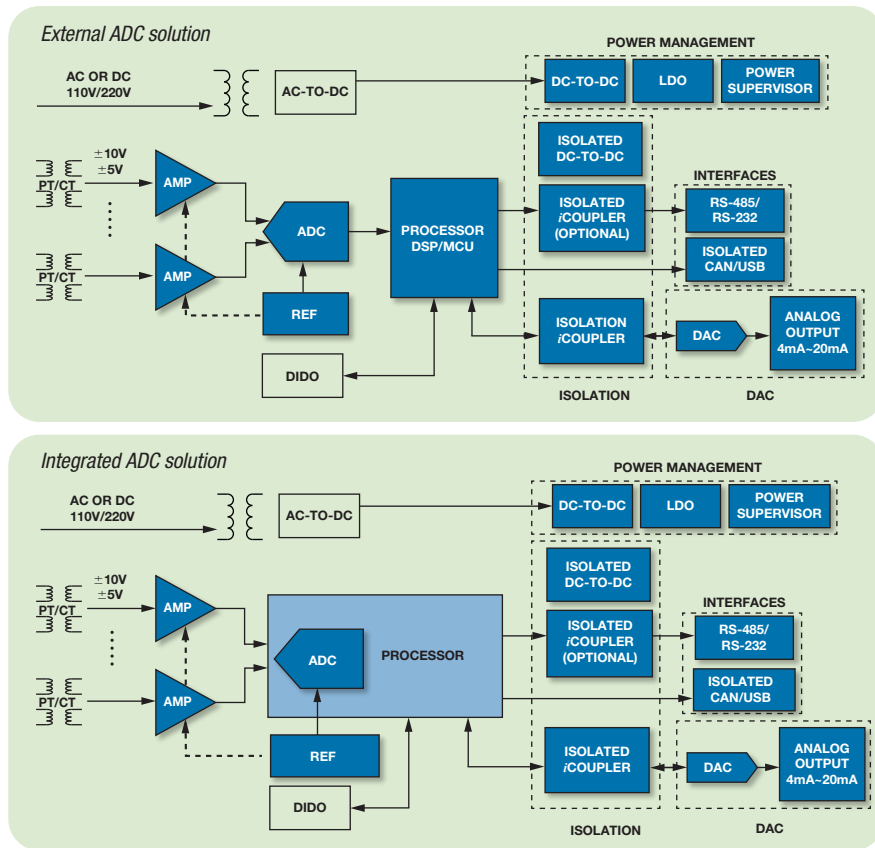 External ADC solution
POWER MANAGEMENT
AC OR DC
110V/220V
AC-TO-DC
DC-TO-DC
LDO
POWER
SUPERVISOR
ISOLATED
DC-TO-DC
±10V
±5V
PT/CT
AMP
INTERFACES
ISOLATED
iCOUPLER
(OPTIONAL)
RS-485/
RS-232
ADC
PROCESSOR
DSP/MCU
ISOLATED
CAN/USB
PT/CT
AMP
REF
ISOLATION
iCOUPLER
DAC
ANALOG
OUTPUT
4mA~20mA
DIDO
ISOLATION
DAC
Integrated ADC solution
POWER MANAGEMENT
AC OR DC
110V/220V
AC-TO-DC
DC-TO-DC
LDO
POWER
SUPERVISOR
ISOLATED
DC-TO-DC
±10V
±5V
PT/CT
AMP
INTERFACES
ISOLATED
iCOUPLER
(OPTIONAL)
RS-485/
RS-232
ADC
PROCESSOR
ISOLATED
CAN/USB
PT/CT
AMP
REF
ISOLATED
iCOUPLER
DAC
ANALOG
OUTPUT
4mA~20mA
DIDO
ISOLATION
DAC